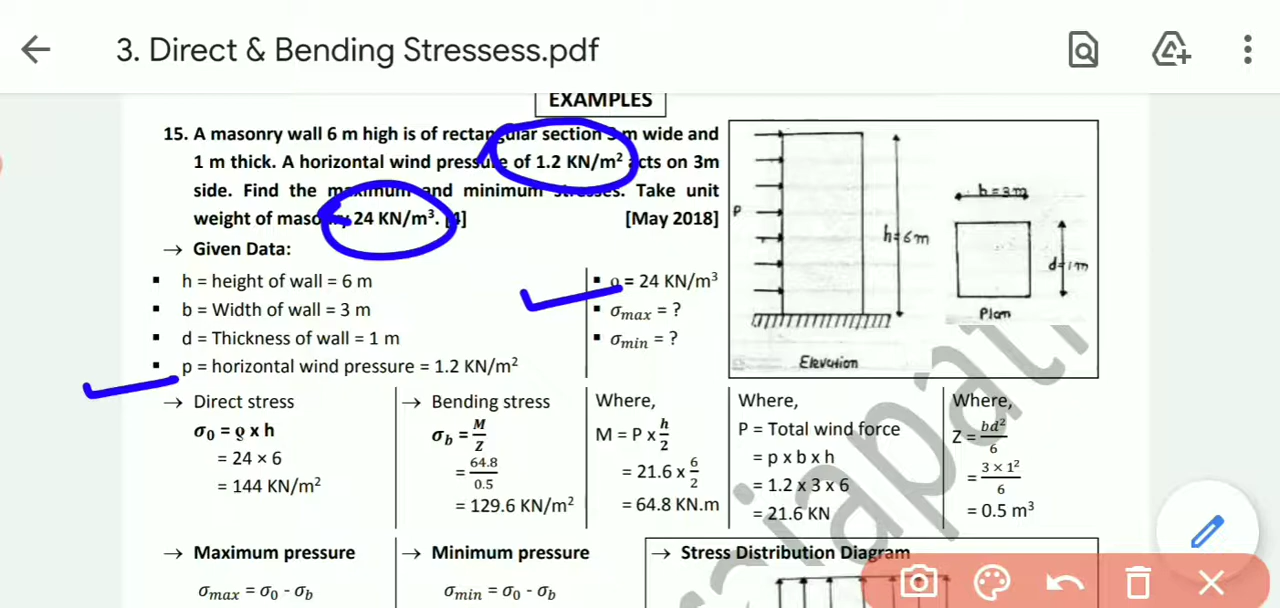 3. Direct & Bending Stressess.pdf
EXAMPLES
15. A masonry wall 6 m high is of rectangular section 3 m wide and
1 m thick. A horizontal wind pressure of 1.2 KN/m² acts on 3m
side. Find the maximum and minimum stresses. Take unit
weight of masonry 24 KN/m³. [4] [May 2018]
→ Given Data:
▪ h = height of wall = 6 m
▪ b = Width of wall = 3 m
▪ d = Thickness of wall = 1 m
▪ p = horizontal wind pressure = 1.2 KN/m²
▪ ϱ = 24 KN/m³
▪ σmax = ?
▪ σmin = ?
P
h=6m
Elevation
b=3m
d=1m
Plan
→ Direct stress
σ0 = ϱ x h
= 24 × 6
= 144 KN/m²
→ Bending stress
σb = M/Z
= 64.8/0.5
= 129.6 KN/m²
Where,
M = P x h/2
= 21.6 x 6/2
= 64.8 KN.m
Where,
P = Total wind force
= p x b x h
= 1.2 x 3 x 6
= 21.6 KN
Where,
Z = bd²/6
= 3 × 1²/6
= 0.5 m³
→ Maximum pressure
σmax = σ0 - σb
→ Minimum pressure
σmin = σ0 - σb
→ Stress Distribution Diagram